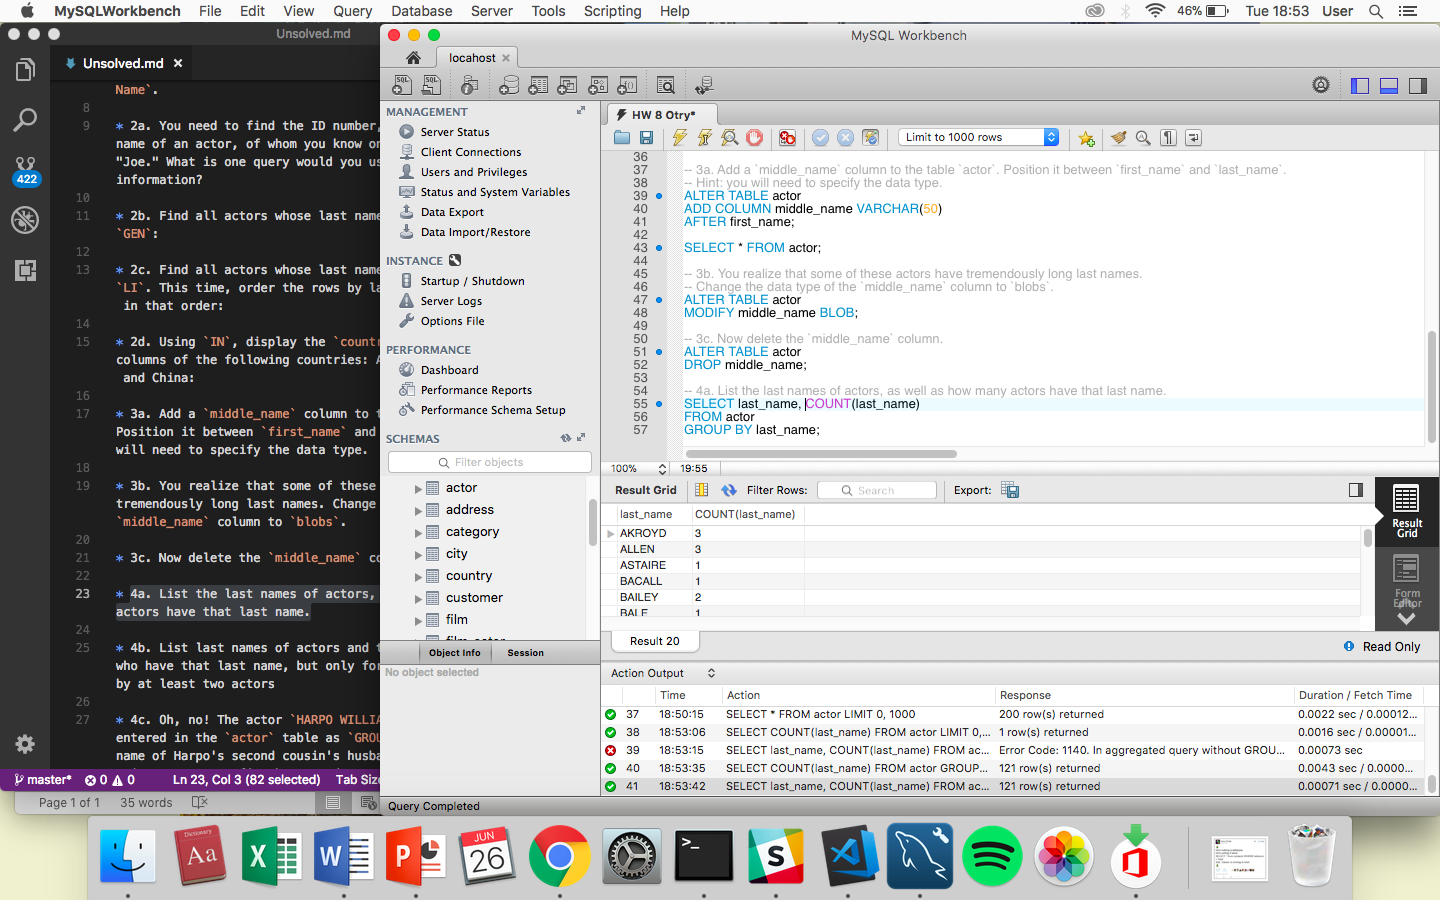 MySQLWorkbench File Edit View Query Database Server Tools Scripting Help
46% Tue 18:53 User
Unsolved.md
Unsolved.md ×
422
Name`.
8
9 * 2a. You need to find the ID number,
name of an actor, of whom you know on
"Joe." What is one query would you us
information?
10
11 * 2b. Find all actors whose last name
`GEN`:
12
13 * 2c. Find all actors whose last name
`LI`. This time, order the rows by la
in that order:
14
15 * 2d. Using `IN`, display the `countr
columns of the following countries: A
and China:
16
17 * 3a. Add a `middle_name` column to t
Position it between `first_name` and
will need to specify the data type.
18
19 * 3b. You realize that some of these
tremendously long last names. Change
`middle_name` column to `blobs`.
20
21 * 3c. Now delete the `middle_name` co
22
23 * 4a. List the last names of actors,
actors have that last name.
24
25 * 4b. List last names of actors and t
who have that last name, but only for
by at least two actors
26
27 * 4c. Oh, no! The actor `HARPO WILLIA
entered in the `actor` table as `GROU
name of Harpo's second cousin's husba
master* 0 0 Ln 23, Col 3 (82 selected) Tab Size
Page 1 of 1 35 words
MySQL Workbench
locahost ×
MANAGEMENT
Server Status
Client Connections
Users and Privileges
Status and System Variables
Data Export
Data Import/Restore
INSTANCE
Startup / Shutdown
Server Logs
Options File
PERFORMANCE
Dashboard
Performance Reports
Performance Schema Setup
SCHEMAS
Filter objects
actor
address
category
city
country
customer
film
film_actor
Object Info Session
No object selected
HW 8 Otry*
Limit to 1000 rows
36
37 -- 3a. Add a `middle_name` column to the table `actor`. Position it between `first_name` and `last_name`.
38 -- Hint: you will need to specify the data type.
39 ALTER TABLE actor
40 ADD COLUMN middle_name VARCHAR(50)
41 AFTER first_name;
42
43 SELECT * FROM actor;
44
45 -- 3b. You realize that some of these actors have tremendously long last names.
46 -- Change the data type of the `middle_name` column to `blobs`.
47 ALTER TABLE actor
48 MODIFY middle_name BLOB;
49
50 -- 3c. Now delete the `middle_name` column.
51 ALTER TABLE actor
52 DROP middle_name;
53
54 -- 4a. List the last names of actors, as well as how many actors have that last name.
55 SELECT last_name, COUNT(last_name)
56 FROM actor
57 GROUP BY last_name;
100% 19:55
Result Grid Filter Rows: Search Export:
last_name COUNT(last_name)
AKROYD 3
ALLEN 3
ASTAIRE 1
BACALL 1
BAILEY 2
BALE 1
Result Grid
Form Editor
Result 20
Read Only
Action Output
Time Action Response Duration / Fetch Time
37 18:50:15 SELECT * FROM actor LIMIT 0, 1000 200 row(s) returned 0.0022 sec / 0.00012...
38 18:53:06 SELECT COUNT(last_name) FROM actor LIMIT 0,... 1 row(s) returned 0.0016 sec / 0.00001...
39 18:53:15 SELECT last_name, COUNT(last_name) FROM ac... Error Code: 1140. In aggregated query without GROU... 0.00073 sec
40 18:53:35 SELECT COUNT(last_name) FROM actor GROUP... 121 row(s) returned 0.0043 sec / 0.0000...
41 18:53:42 SELECT last_name, COUNT(last_name) FROM ac... 121 row(s) returned 0.00071 sec / 0.0000...
Query Completed
Dictionary
Aa
X
W
P
JUN
26
>_
S